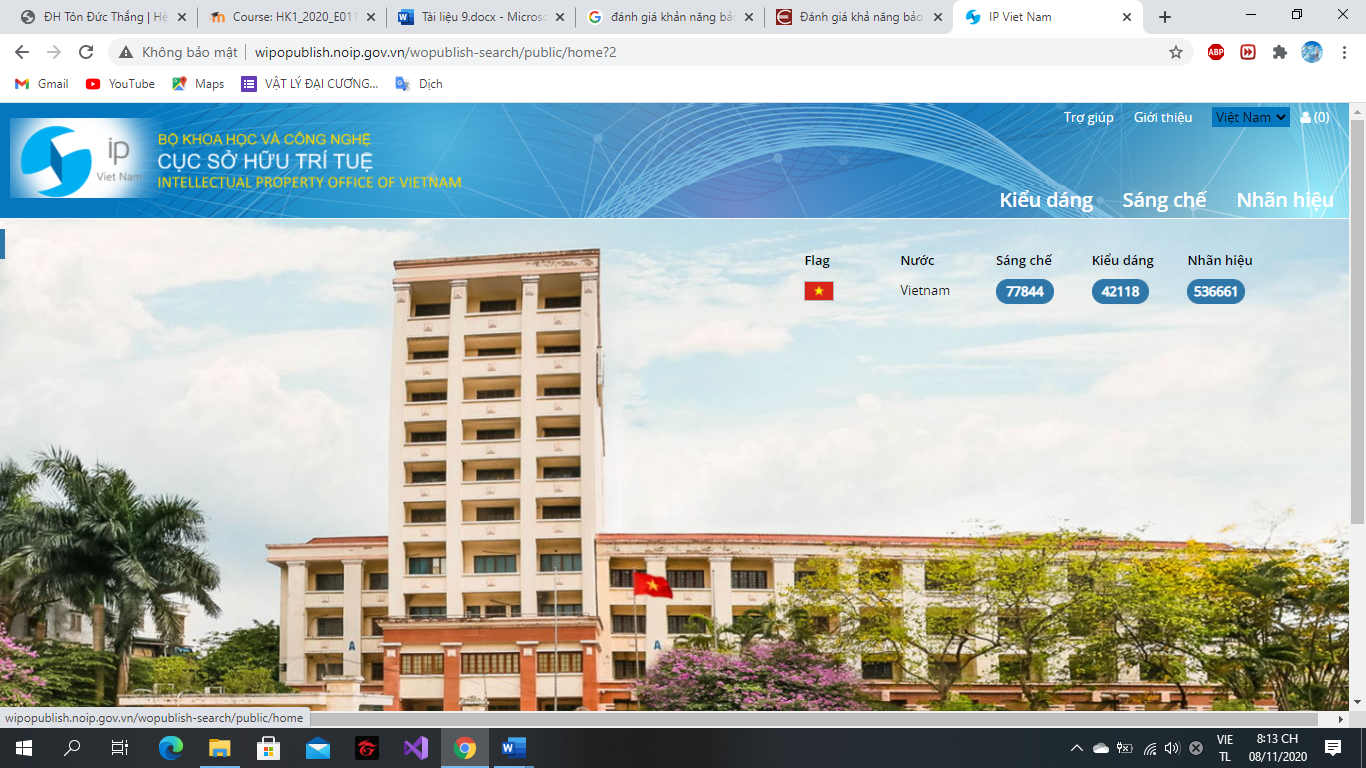 ĐH Tôn Đức Thắng | Hệ
Course: HK1_2020_E011
Tài liệu 9.docx - Microso
đánh giá khản năng bảo
Đánh giá khả năng bảo
IP Viet Nam
Không bảo mật
wipopublish.noip.gov.vn/wopublish-search/public/home?2
ABP
Gmail
YouTube
Maps
VẬT LÝ ĐẠI CƯƠNG...
Dịch
Trợ giúp
Giới thiệu
Việt Nam
(0)
ip
Viet Nam
BỘ KHOA HỌC VÀ CÔNG NGHỆ
CỤC SỞ HỮU TRÍ TUỆ
INTELLECTUAL PROPERTY OFFICE OF VIETNAM
Kiểu dáng
Sáng chế
Nhãn hiệu
Flag
Nước
Sáng chế
Kiểu dáng
Nhãn hiệu
Vietnam
77844
42118
536661
A
A
wipopublish.noip.gov.vn/wopublish-search/public/home
VIE
TL
8:13 CH
08/11/2020